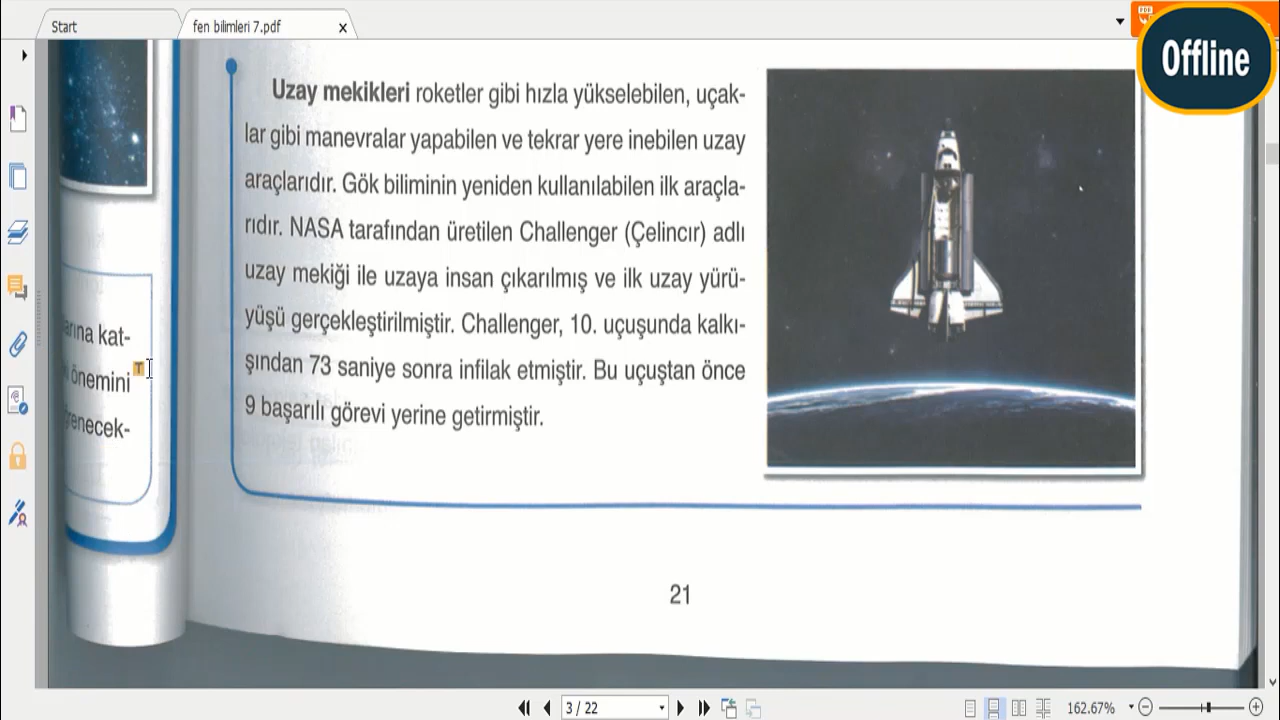 Start
fen bilimleri 7.pdf
Offline
Uzay mekikleri roketler gibi hızla yükselebilen, uçak-
lar gibi manevralar yapabilen ve tekrar yere inebilen uzay
araçlarıdır. Gök biliminin yeniden kullanılabilen ilk araçla-
rıdır. NASA tarafından üretilen Challenger (Çelincır) adlı
uzay mekiği ile uzaya insan çıkarılmış ve ilk uzay yürü-
yüşü gerçekleştirilmiştir. Challenger, 10. uçuşunda kalkı-
şından 73 saniye sonra infilak etmiştir. Bu uçuştan önce
9 başarılı görevi yerine getirmiştir.
kat-
önemini
21
3 / 22
162.67%